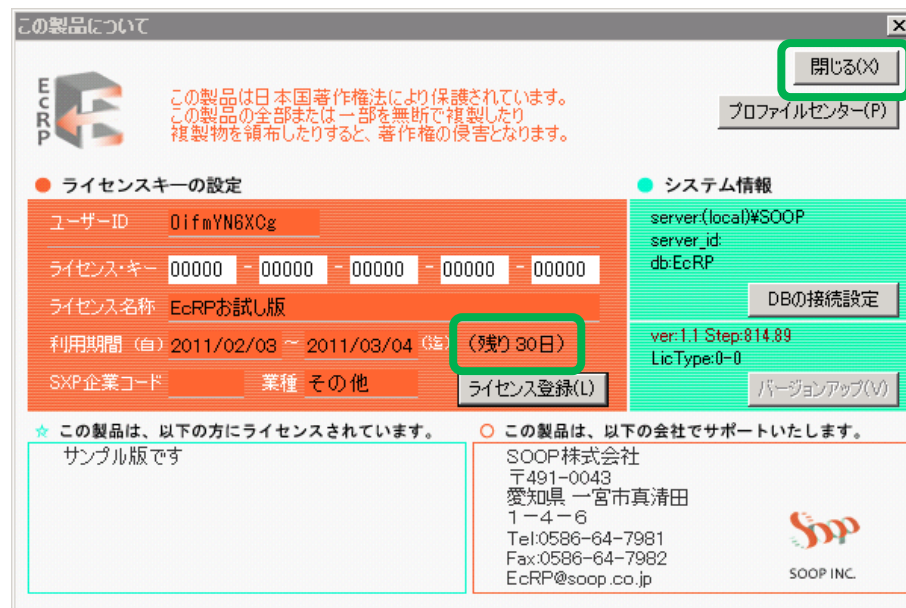 この製品について
閉じる(X)
プロファイルセンター(P)
ECRP
この製品は日本国著作権法により保護されています。
この製品の全部または一部を無断で複製したり
複製物を領布したりすると、著作権の侵害となります。
● ライセンスキーの設定
ユーザーID 0ifmYN6XCg
ライセンス・キー 00000 - 00000 - 00000 - 00000 - 00000
ライセンス名称 EcRPお試し版
利用期間 (自) 2011/02/03 ~ 2011/03/04 (迄) (残り 30日)
SXP企業コード 業種 その他 ライセンス登録(L)
● システム情報
server:(local)¥SOOP
server_id:
db:EcRP
DBの接続設定
ver:1.1 Step:814.89
LicType:0-0
バージョンアップ(V)
☆ この製品は、以下の方にライセンスされています。
サンプル版です
○ この製品は、以下の会社でサポートいたします。
SOOP株式会社
〒491-0043
愛知県 一宮市真清田
1－4－6
Tel:0586-64-7981
Fax:0586-64-7982
EcRP@soop.co.jp
Soop
SOOP INC.